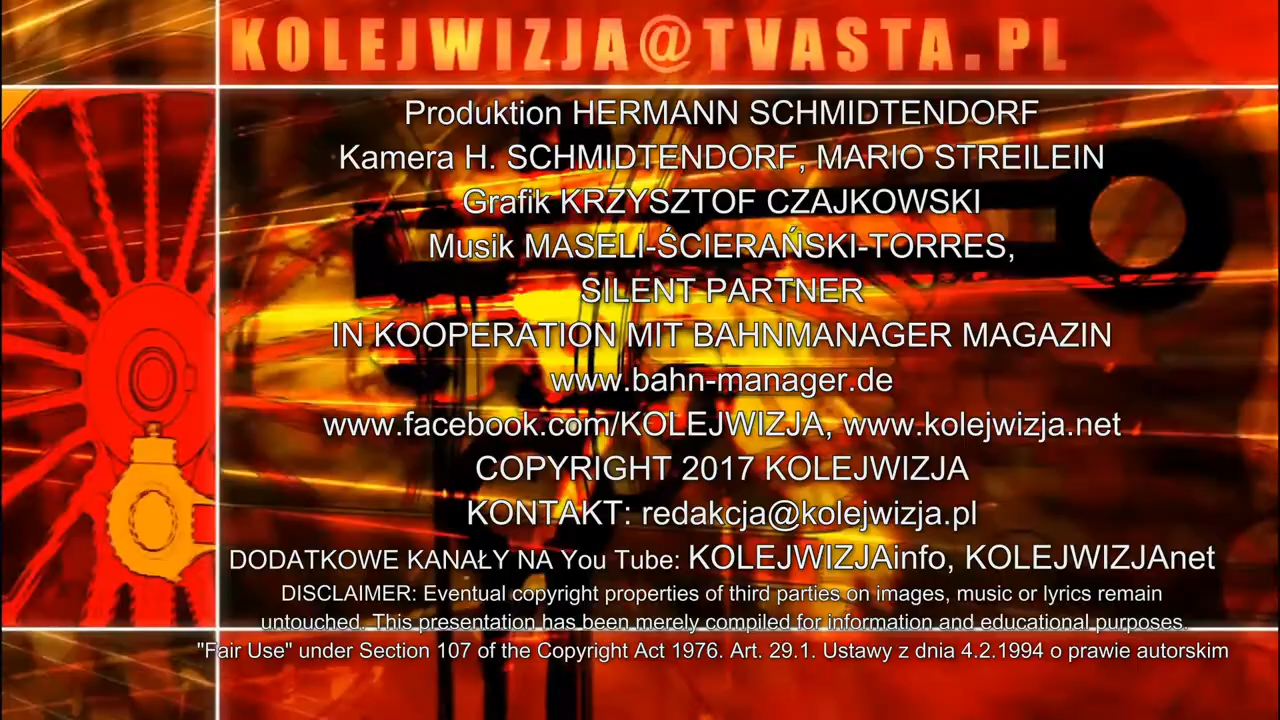 KOLEJWIZJA@TVASTA.PL
Produktion HERMANN SCHMIDTENDORF
Kamera H. SCHMIDTENDORF, MARIO STREILEIN
Grafik KRZYSZTOF CZAJKOWSKI
Musik MASELI-ŚCIERAŃSKI-TORRES,
SILENT PARTNER
IN KOOPERATION MIT BAHNMANAGER MAGAZIN
www.bahn-manager.de
www.facebook.com/KOLEJWIZJA, www.kolejwizja.net
COPYRIGHT 2017 KOLEJWIZJA
KONTAKT: redakcja@kolejwizja.pl
DODATKOWE KANAŁY NA You Tube: KOLEJWIZJAinfo, KOLEJWIZJAnet
DISCLAIMER: Eventual copyright properties of third parties on images, music or lyrics remain
untouched. This presentation has been merely compiled for information and educational purposes.
"Fair Use" under Section 107 of the Copyright Act 1976. Art. 29.1. Ustawy z dnia 4.2.1994 o prawie autorskim